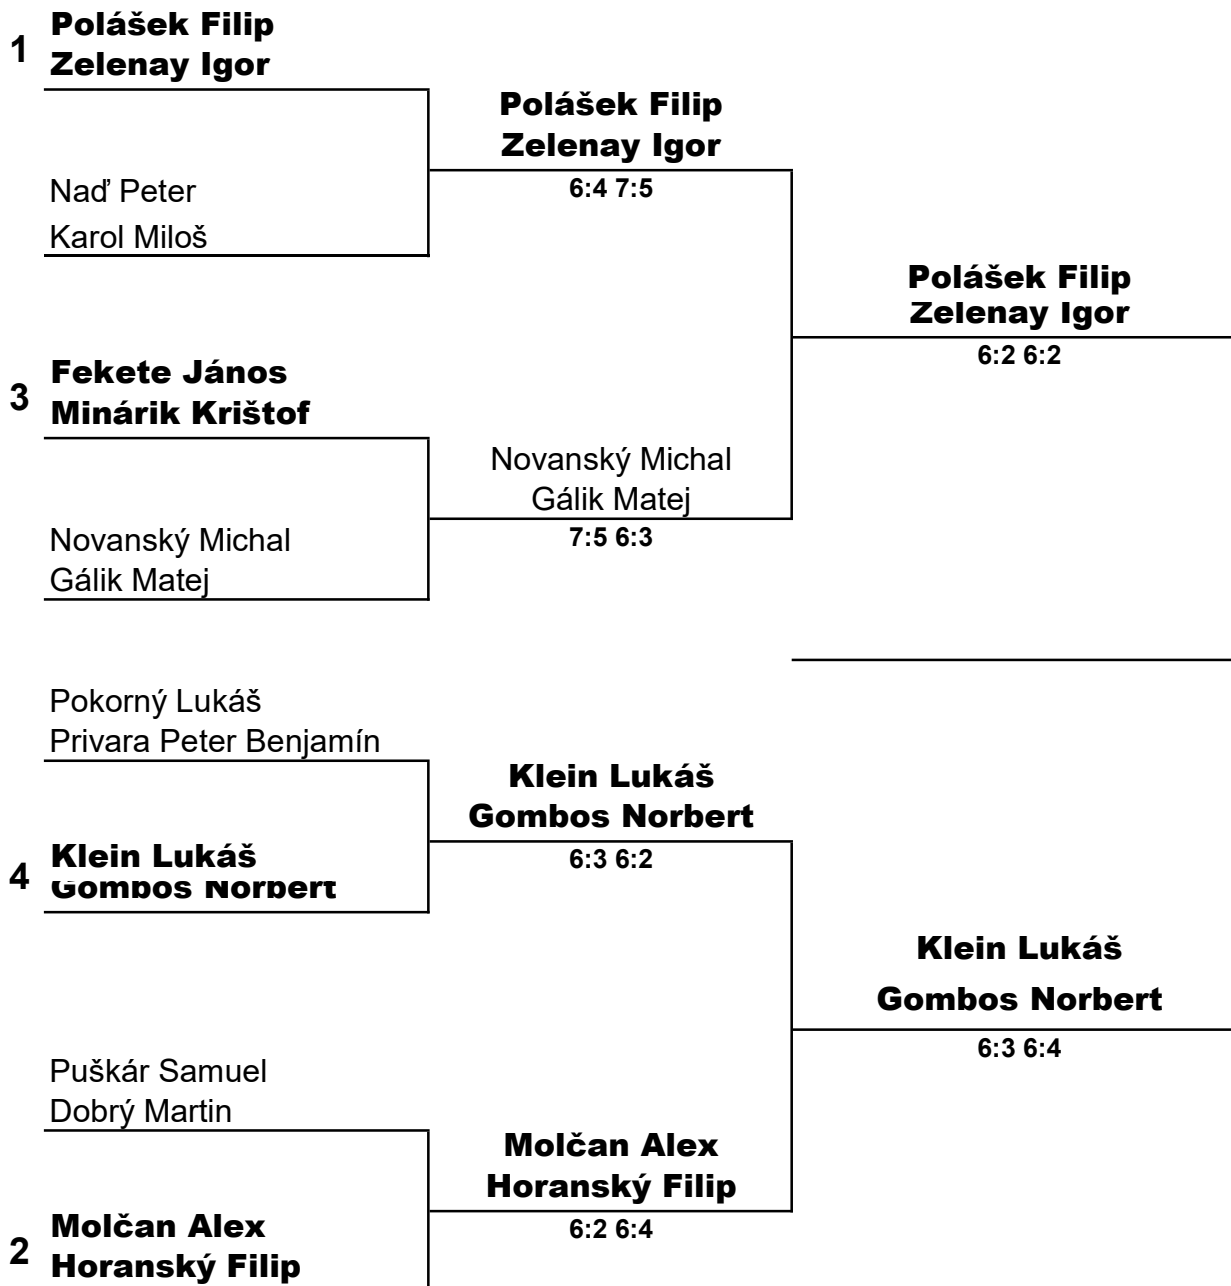 1
Polášek Filip
Zelenay Igor
Polášek Filip
Zelenay Igor
6:4 7:5
Naď Peter
Karol Miloš
Polášek Filip
Zelenay Igor
6:2 6:2
3
Fekete János
Minárik Krištof
Novanský Michal
Gálik Matej
7:5 6:3
Novanský Michal
Gálik Matej
Pokorný Lukáš
Privara Peter Benjamín
Klein Lukáš
Gombos Norbert
6:3 6:2
4
Klein Lukáš
Gombos Norbert
Klein Lukáš
Gombos Norbert
6:3 6:4
Puškár Samuel
Dobrý Martin
Molčan Alex
Horanský Filip
6:2 6:4
2
Molčan Alex
Horanský Filip